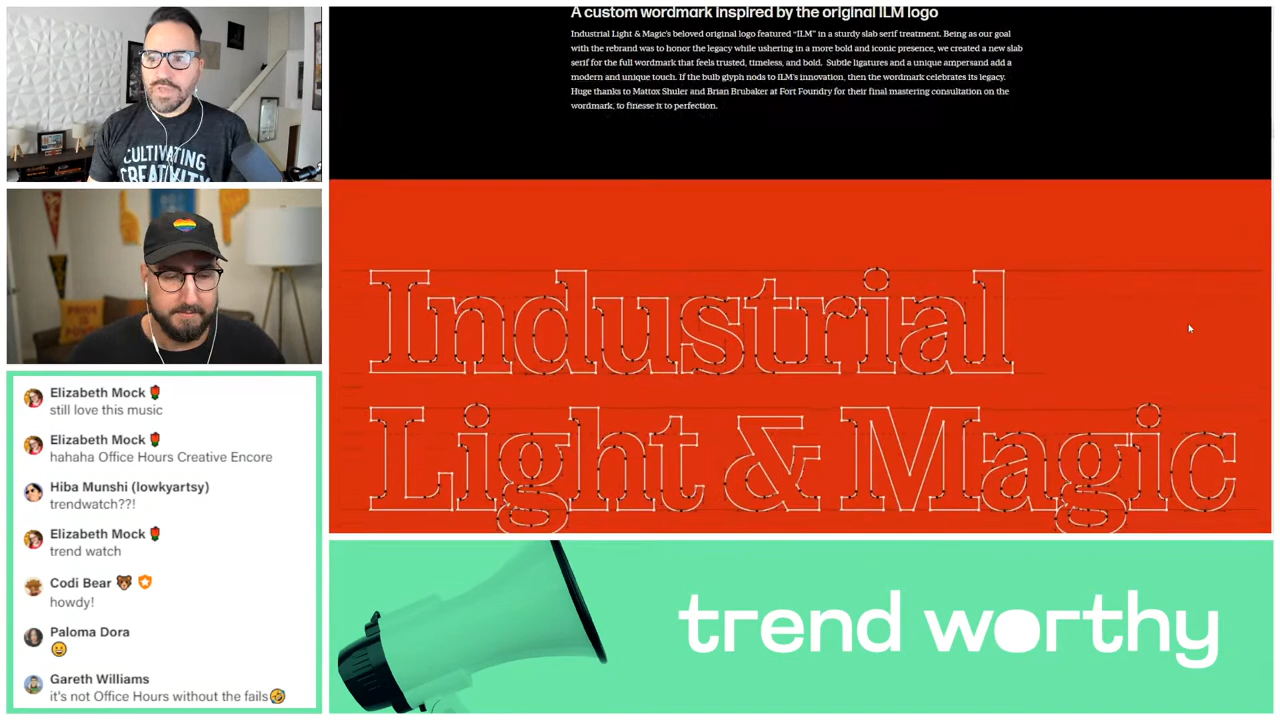 CULTIVATING
CREATIVITY
A custom wordmark inspired by the original ILM logo
Industrial Light & Magic's beloved original logo featured “ILM” in a sturdy slab serif treatment. Being as our goal
with the rebrand was to honor the legacy while ushering in a more bold and iconic presence, we created a new slab
serif for the full wordmark that feels trusted, timeless, and bold. Subtle ligatures and a unique ampersand add a
modern and unique touch. If the bulb glyph nods to ILM's innovation, then the wordmark celebrates its legacy.
Huge thanks to Mattox Shuler and Brian Brubaker at Fort Foundry for their final mastering consultation on the
wordmark, to finesse it to perfection.
Industrial
Light & Magic
Elizabeth Mock🌹
still love this music
Elizabeth Mock🌹
hahaha Office Hours Creative Encore
Hiba Munshi (lowkyartsy)
trendwatch??!
Elizabeth Mock🌹
trend watch
Codi Bear 🐻
howdy!
Paloma Dora
😀
Gareth Williams
it's not Office Hours without the fails🤣
trend worthy